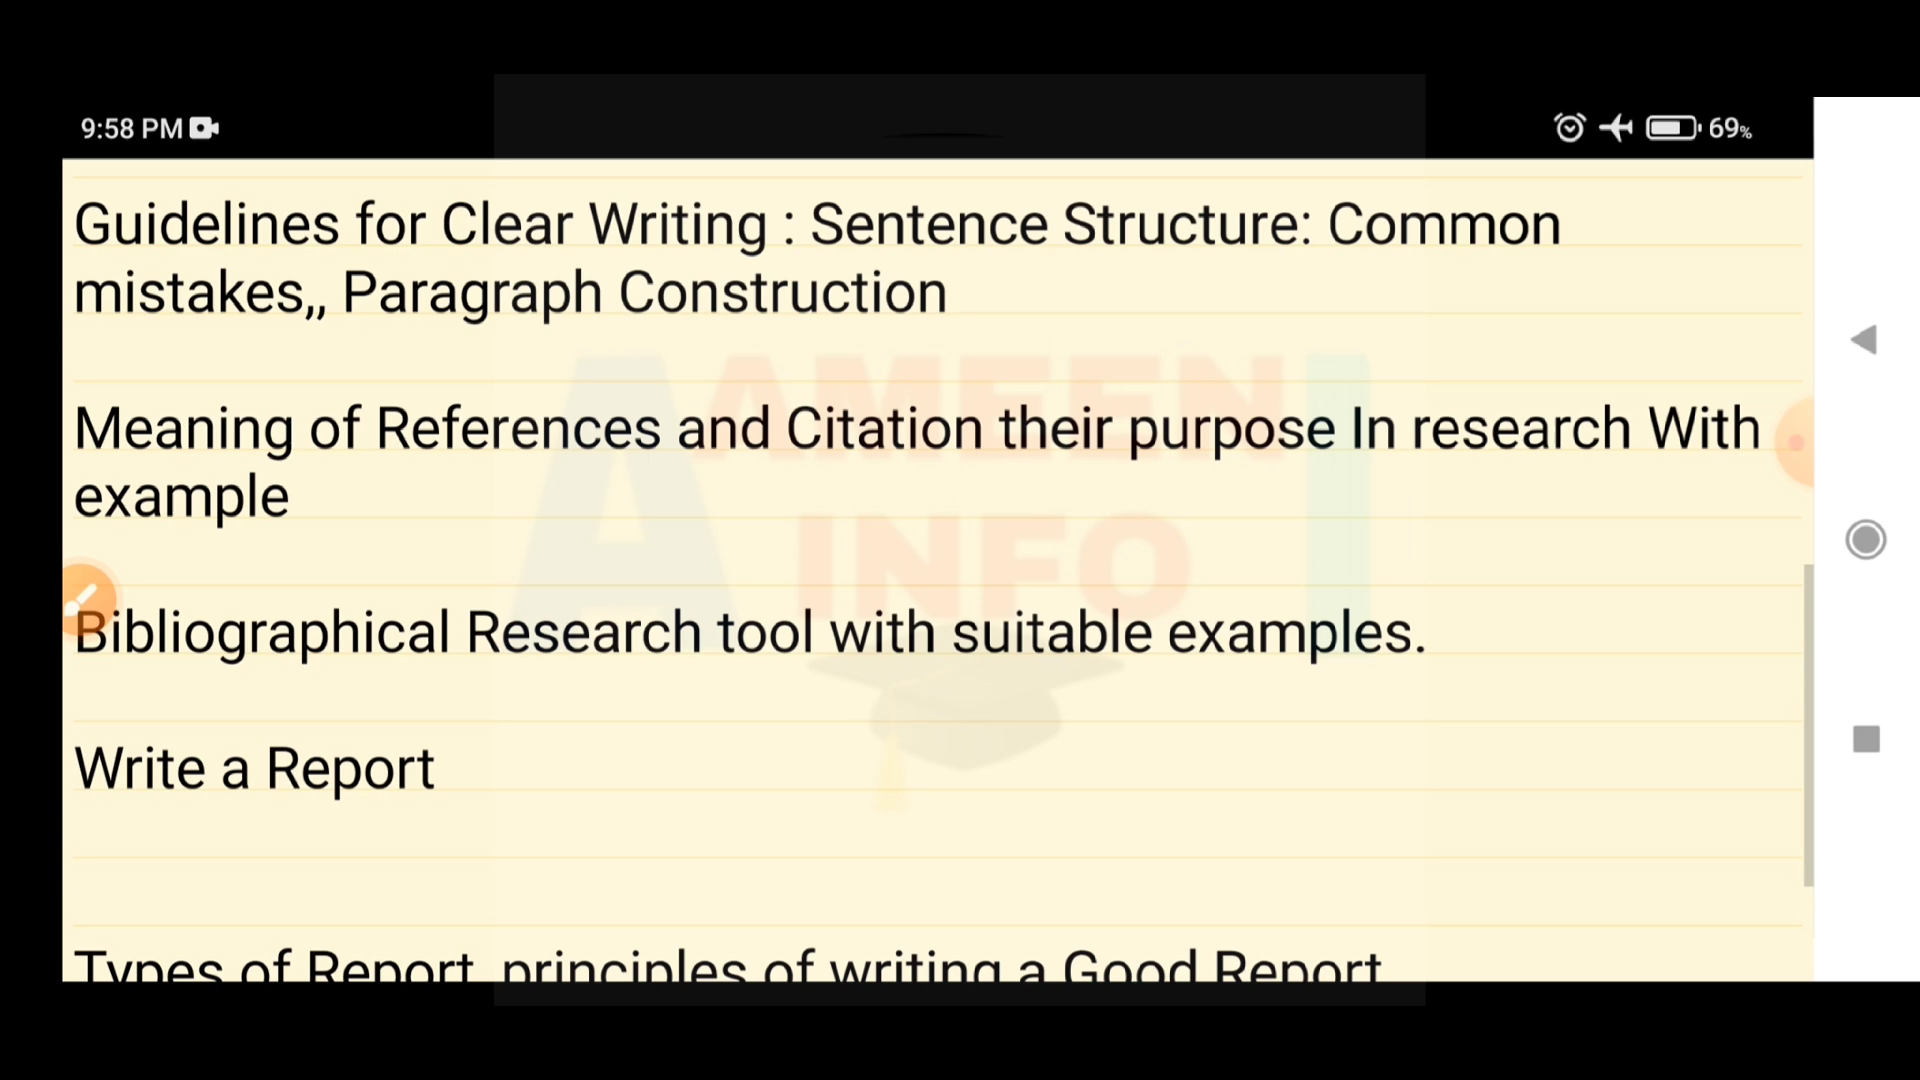 9:58 PM
69%
Guidelines for Clear Writing : Sentence Structure: Common
mistakes,, Paragraph Construction
Meaning of References and Citation their purpose In research With
example
Bibliographical Research tool with suitable examples.
Write a Report
Types of Report, principles of writing a Good Report
AMEEN
INFO